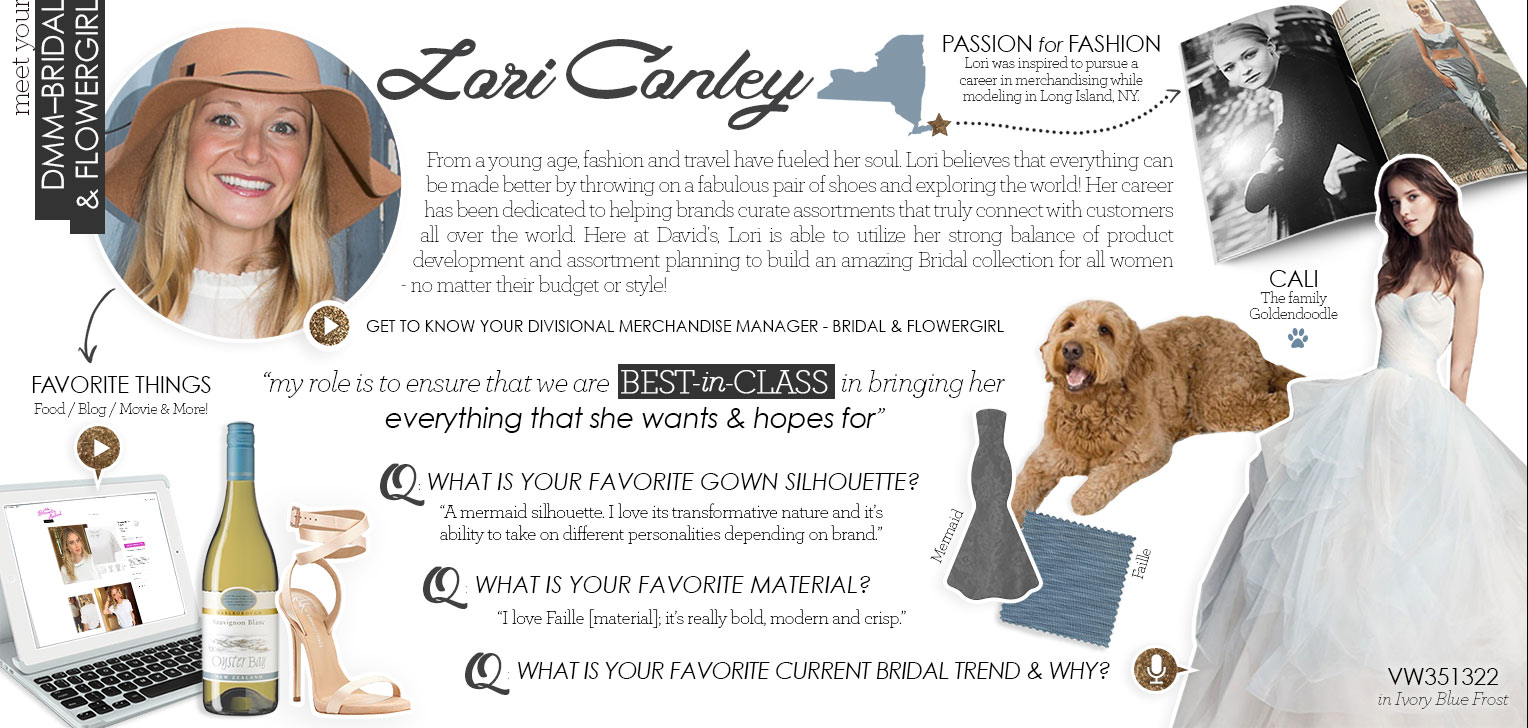 meet your
DMM–BRIDAL
& FLOWERGIRL
Lori Conley
PASSION for FASHION
Lori was inspired to pursue a
career in merchandising while
modeling in Long Island, NY.
From a young age, fashion and travel have fueled her soul. Lori believes that everything can
be made better by throwing on a fabulous pair of shoes and exploring the world! Her career
has been dedicated to helping brands curate assortments that truly connect with customers
all over the world. Here at David's, Lori is able to utilize her strong balance of product
development and assortment planning to build an amazing Bridal collection for all women
- no matter their budget or style!
GET TO KNOW YOUR DIVISIONAL MERCHANDISE MANAGER - BRIDAL & FLOWERGIRL
CALI
The family
Goldendoodle
FAVORITE THINGS
Food / Blog / Movie & More!
“my role is to ensure that we are BEST-in-CLASS in bringing her
everything that she wants & hopes for”
Q: WHAT IS YOUR FAVORITE GOWN SILHOUETTE?
“A mermaid silhouette. I love its transformative nature and it's
ability to take on different personalities depending on brand.”
Mermaid
Faille
Q: WHAT IS YOUR FAVORITE MATERIAL?
“I love Faille [material]; it's really bold, modern and crisp.”
Q: WHAT IS YOUR FAVORITE CURRENT BRIDAL TREND & WHY?
MARLBOROUGH
Sauvignon Blanc
Oyster Bay
NEW ZEALAND
VW351322
in Ivory Blue Frost